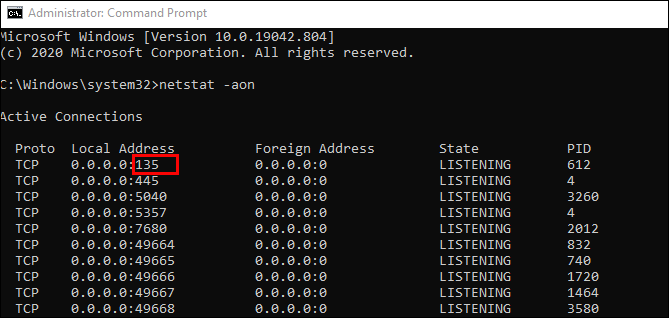 Administrator: Command Prompt
Microsoft Windows [Version 10.0.19042.804]
(c) 2020 Microsoft Corporation. All rights reserved.
C:\Windows\system32>netstat -aon
Active Connections
Proto Local Address Foreign Address State PID
TCP 0.0.0.0:135 0.0.0.0:0 LISTENING 612
TCP 0.0.0.0:445 0.0.0.0:0 LISTENING 4
TCP 0.0.0.0:5040 0.0.0.0:0 LISTENING 3260
TCP 0.0.0.0:5357 0.0.0.0:0 LISTENING 4
TCP 0.0.0.0:7680 0.0.0.0:0 LISTENING 2012
TCP 0.0.0.0:49664 0.0.0.0:0 LISTENING 832
TCP 0.0.0.0:49665 0.0.0.0:0 LISTENING 740
TCP 0.0.0.0:49666 0.0.0.0:0 LISTENING 1720
TCP 0.0.0.0:49667 0.0.0.0:0 LISTENING 1464
TCP 0.0.0.0:49668 0.0.0.0:0 LISTENING 3580